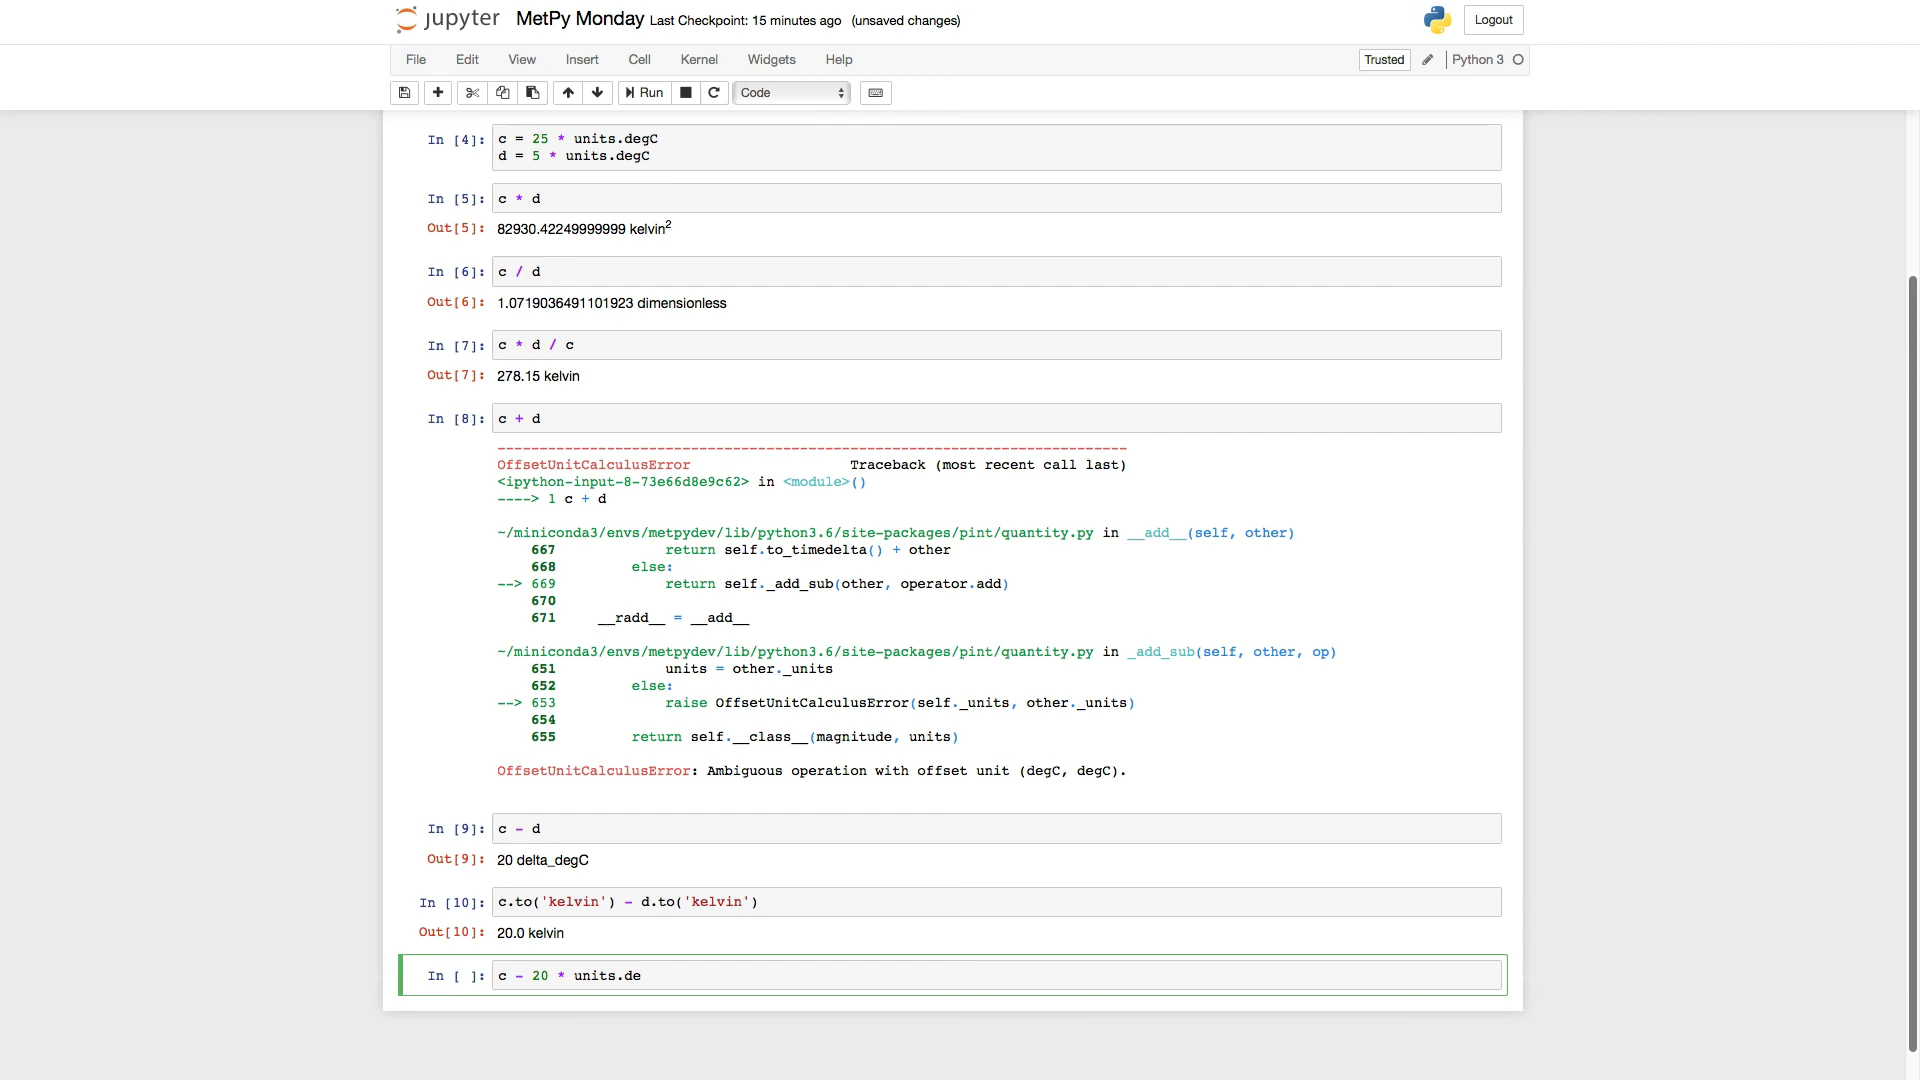 jupyter MetPy Monday Last Checkpoint: 15 minutes ago (unsaved changes) Logout
File Edit View Insert Cell Kernel Widgets Help Trusted Python 3
Run Code
In [4]: c = 25 * units.degC
d = 5 * units.degC
In [5]: c * d
Out[5]: 82930.42249999999 kelvin²
In [6]: c / d
Out[6]: 1.0719036491101923 dimensionless
In [7]: c * d / c
Out[7]: 278.15 kelvin
In [8]: c + d
---------------------------------------------------------------------------
OffsetUnitCalculusError                   Traceback (most recent call last)
<ipython-input-8-73e66d8e9c62> in <module>()
----> 1 c + d
~/miniconda3/envs/metpydev/lib/python3.6/site-packages/pint/quantity.py in __add__(self, other)
667             return self.to_timedelta() + other
668         else:
--> 669             return self._add_sub(other, operator.add)
670
671     __radd__ = __add__
~/miniconda3/envs/metpydev/lib/python3.6/site-packages/pint/quantity.py in _add_sub(self, other, op)
651             units = other._units
652         else:
--> 653             raise OffsetUnitCalculusError(self._units, other._units)
654
655         return self.__class__(magnitude, units)
OffsetUnitCalculusError: Ambiguous operation with offset unit (degC, degC).
In [9]: c - d
Out[9]: 20 delta_degC
In [10]: c.to('kelvin') - d.to('kelvin')
Out[10]: 20.0 kelvin
In [ ]: c - 20 * units.de